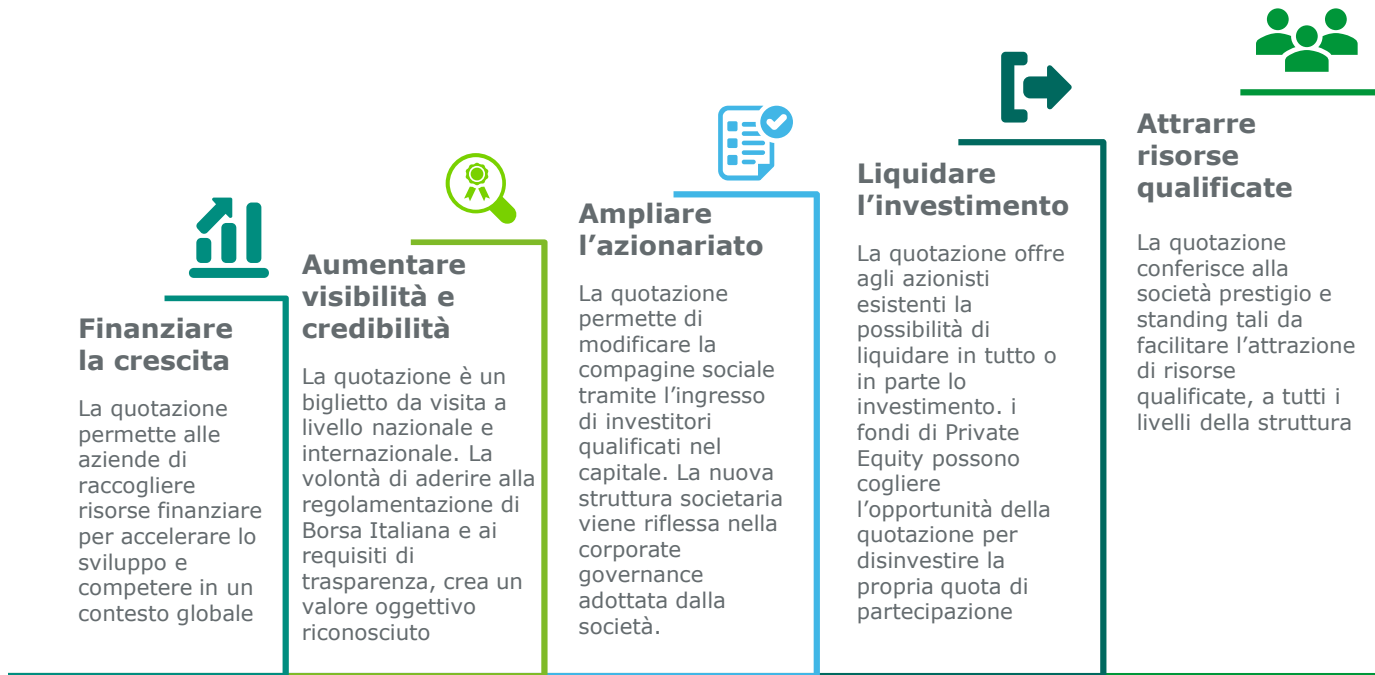 Finanziare
la crescita
La quotazione
permette alle
aziende di
raccogliere
risorse finanziare
per accelerare lo
sviluppo e
competere in un
contesto globale
Aumentare
visibilità e
credibilità
La quotazione è un
biglietto da visita a
livello nazionale e
internazionale. La
volontà di aderire alla
regolamentazione di
Borsa Italiana e ai
requisiti di
trasparenza, crea un
valore oggettivo
riconosciuto
Ampliare
l’azionariato
La quotazione
permette di
modificare la
compagine sociale
tramite l’ingresso
di investitori
qualificati nel
capitale. La nuova
struttura societaria
viene riflessa nella
corporate
governance
adottata dalla
società.
Liquidare
l’investimento
La quotazione offre
agli azionisti
esistenti la
possibilità di
liquidare in tutto o
in parte lo
investimento. i
fondi di Private
Equity possono
cogliere
l’opportunità della
quotazione per
disinvestire la
propria quota di
partecipazione
Attrarre
risorse
qualificate
La quotazione
conferisce alla
società prestigio e
standing tali da
facilitare l’attrazione
di risorse
qualificate, a tutti i
livelli della struttura